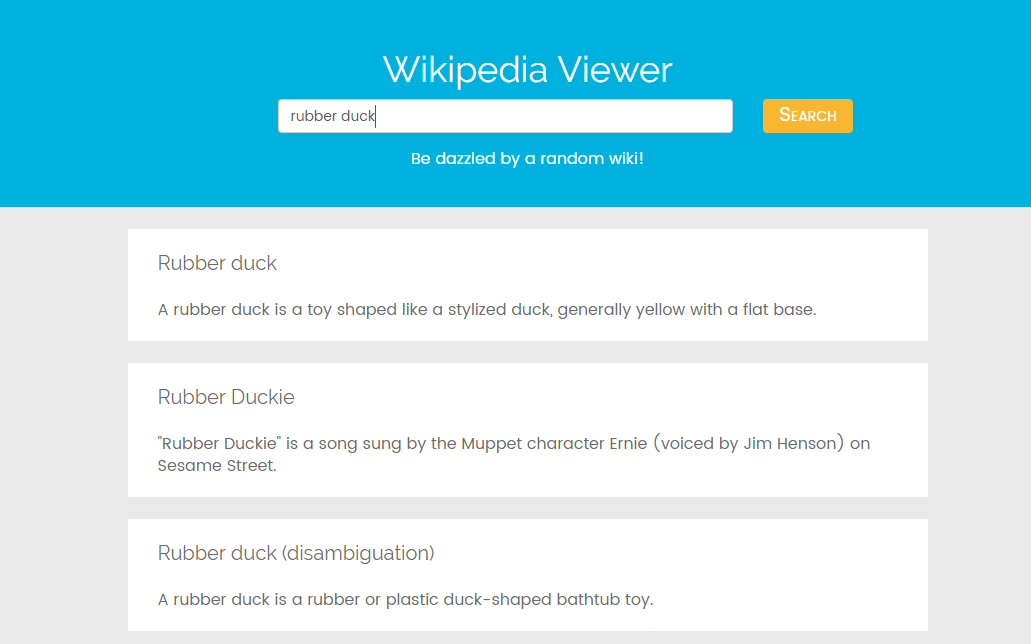 Wikipedia Viewer
rubber duck
SEARCH
Be dazzled by a random wiki!
Rubber duck
A rubber duck is a toy shaped like a stylized duck, generally yellow with a flat base.
Rubber Duckie
"Rubber Duckie" is a song sung by the Muppet character Ernie (voiced by Jim Henson) on
Sesame Street.
Rubber duck (disambiguation)
A rubber duck is a rubber or plastic duck-shaped bathtub toy.